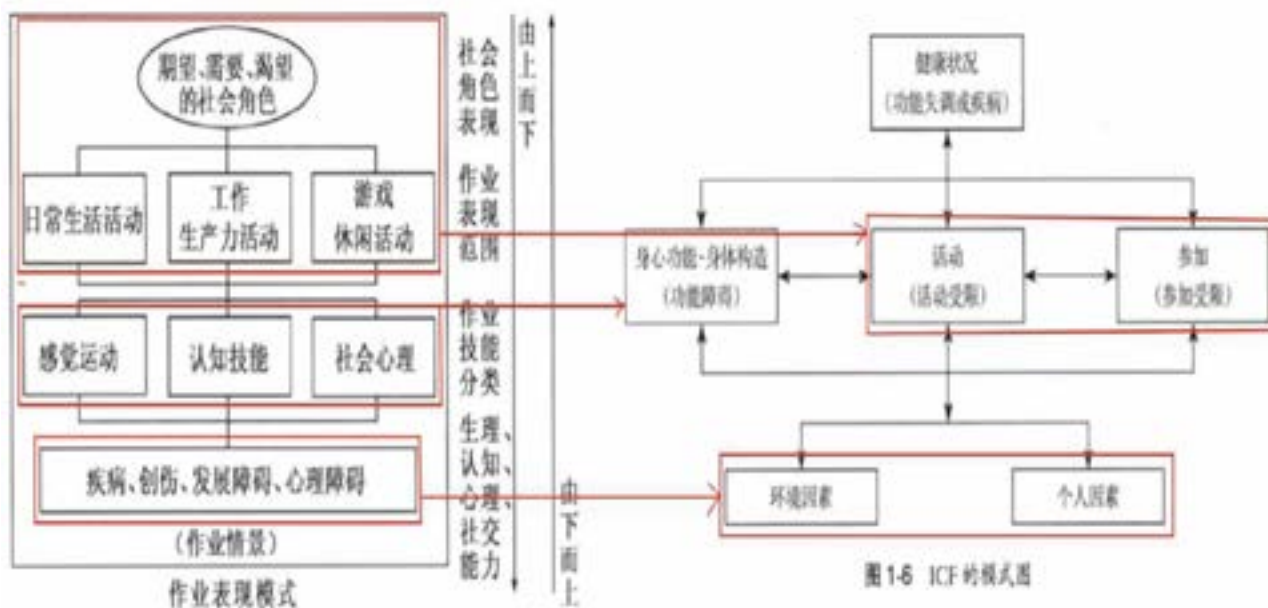 期望、需要、渴望
的社会角色
日常生活活动
工作
生产力活动
游戏
休闲活动
感觉运动
认知技能
社会心理
疾病、创伤、发展障碍、心理障碍
(作业情景)
作业表现模式
社会角色表现
作业表现范围
作业技能分类
生理、认知、心理、社交能力
由上而下
由下而上
健康状况
(功能失调或疾病)
身心功能-身体构造
(功能障碍)
活动
(活动受限)
参加
(参加受限)
环境因素
个人因素
图1-6 ICF的模式图